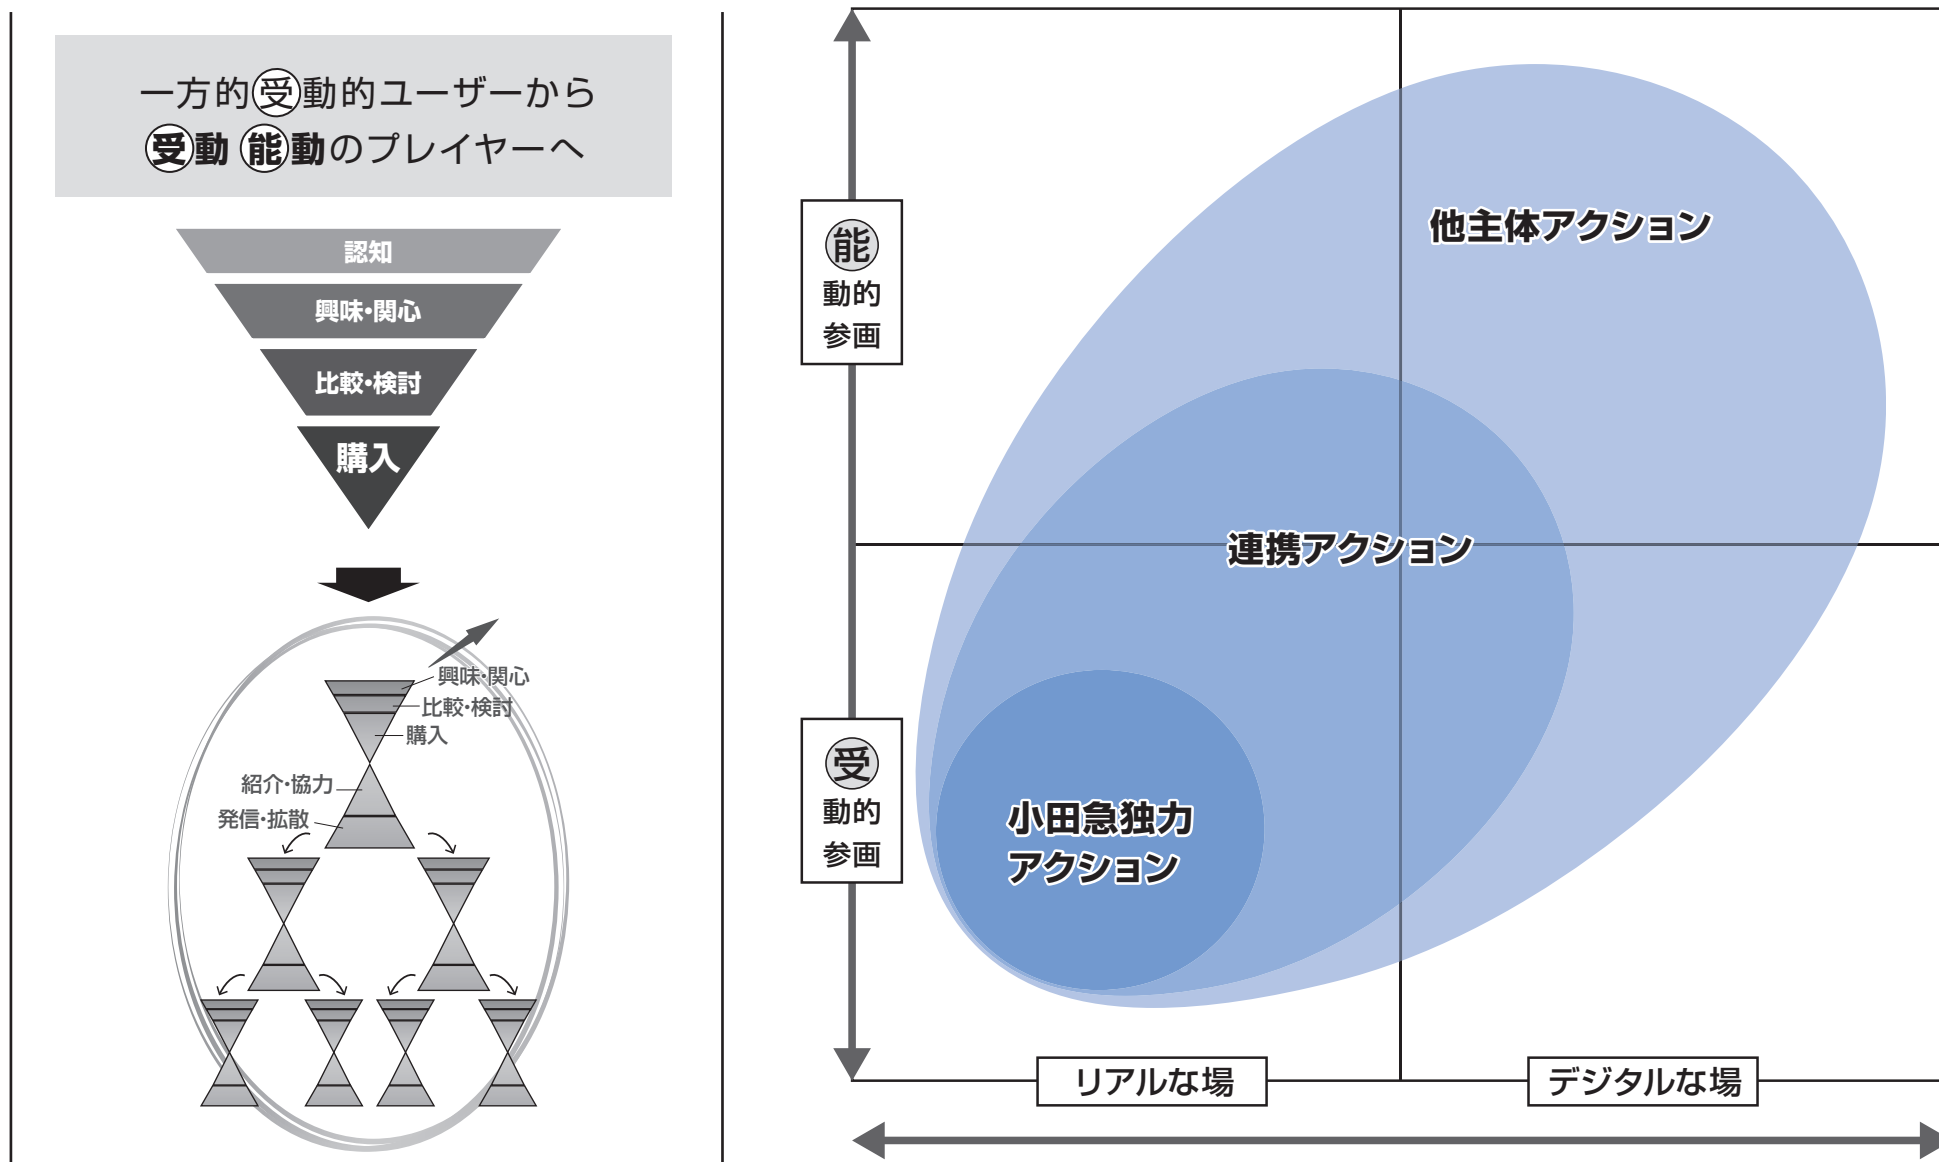 一方的受動的ユーザーから
受動 能動のプレイヤーへ
認知
興味・関心
比較・検討
購入
興味・関心
比較・検討
購入
紹介・協力
発信・拡散
能
動的
参画
受
動的
参画
他主体アクション
連携アクション
小田急独力
アクション
リアルな場
デジタルな場